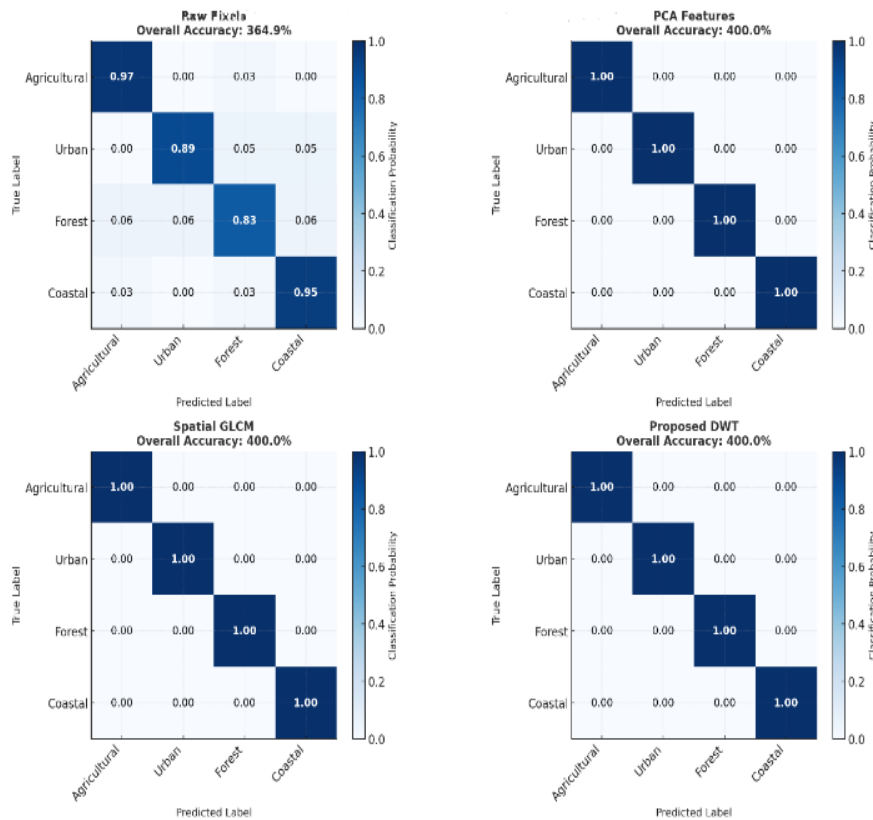 Raw Pixels
Overall Accuracy: 364.9%
Agricultural 0.97 0.00 0.03 0.00
Urban 0.00 0.89 0.05 0.05
Forest 0.06 0.06 0.83 0.06
Coastal 0.03 0.00 0.03 0.95
True Label
Agricultural Urban Forest Coastal
Predicted Label
1.0
0.8
0.6
0.4
0.2
0.0
Classification Probability
PCA Features
Overall Accuracy: 400.0%
Agricultural 1.00 0.00 0.00 0.00
Urban 0.00 1.00 0.00 0.00
Forest 0.00 0.00 1.00 0.00
Coastal 0.00 0.00 0.00 1.00
True Label
Agricultural Urban Forest Coastal
Predicted Label
1.0
0.8
0.6
0.4
0.2
0.0
Classification Probability
Spatial GLCM
Overall Accuracy: 400.0%
Agricultural 1.00 0.00 0.00 0.00
Urban 0.00 1.00 0.00 0.00
Forest 0.00 0.00 1.00 0.00
Coastal 0.00 0.00 0.00 1.00
True Label
Agricultural Urban Forest Coastal
Predicted Label
1.0
0.8
0.6
0.4
0.2
0.0
Classification Probability
Proposed DWT
Overall Accuracy: 400.0%
Agricultural 1.00 0.00 0.00 0.00
Urban 0.00 1.00 0.00 0.00
Forest 0.00 0.00 1.00 0.00
Coastal 0.00 0.00 0.00 1.00
True Label
Agricultural Urban Forest Coastal
Predicted Label
1.0
0.8
0.6
0.4
0.2
0.0
Classification Probability